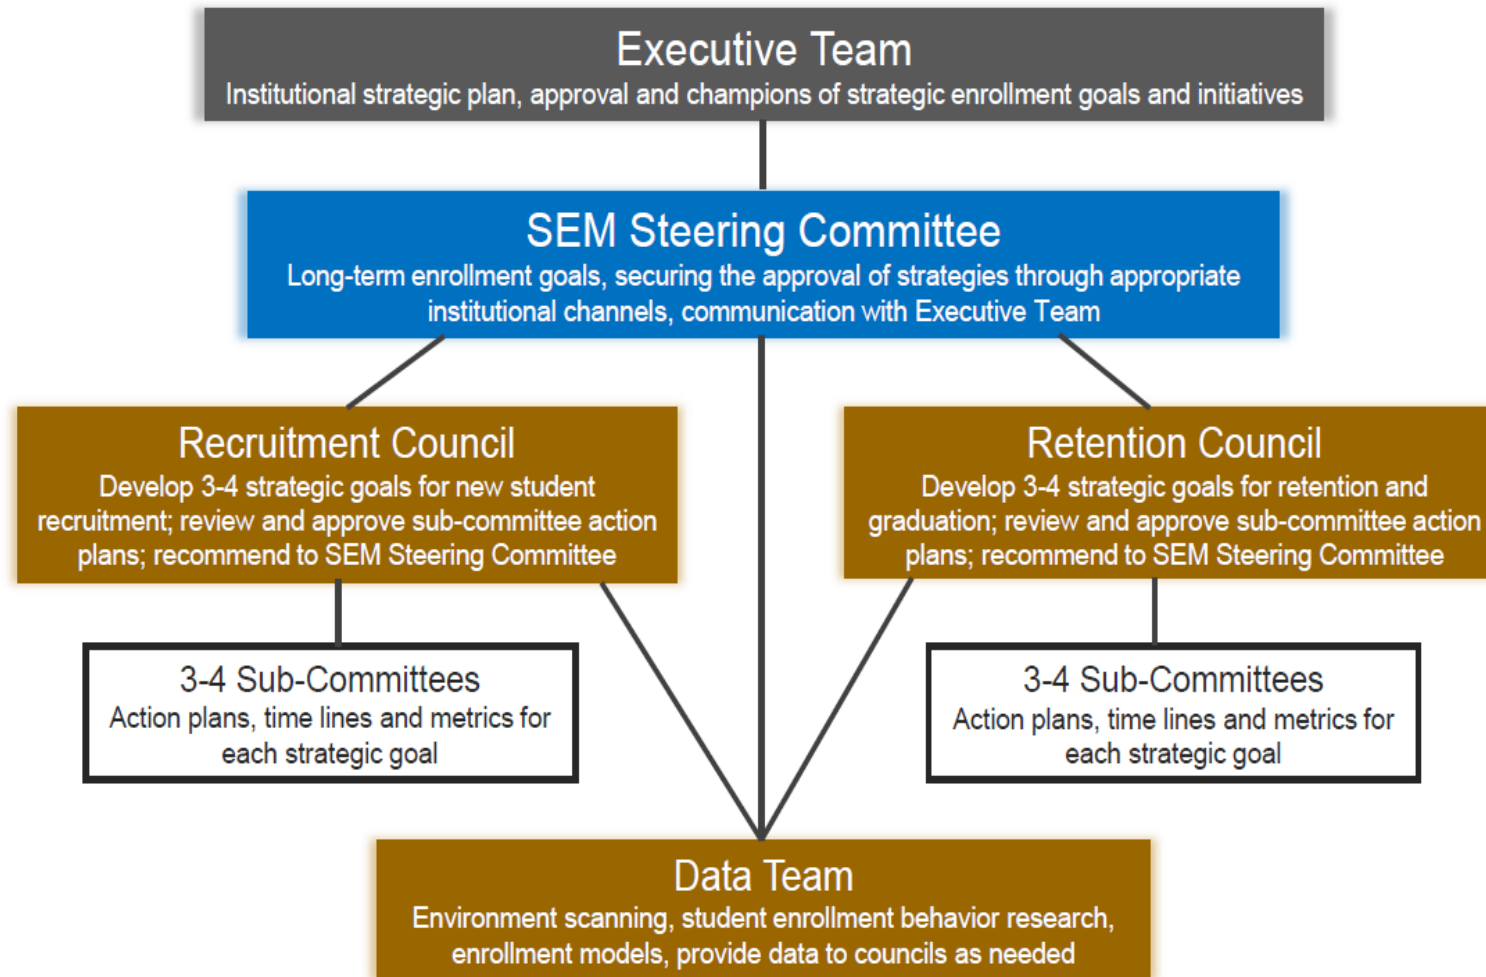 Executive Team
Institutional strategic plan, approval and champions of strategic enrollment goals and initiatives
SEM Steering Committee
Long-term enrollment goals, securing the approval of strategies through appropriate
institutional channels, communication with Executive Team
Recruitment Council
Develop 3-4 strategic goals for new student
recruitment; review and approve sub-committee action
plans; recommend to SEM Steering Committee
Retention Council
Develop 3-4 strategic goals for retention and
graduation; review and approve sub-committee action
plans; recommend to SEM Steering Committee
3-4 Sub-Committees
Action plans, time lines and metrics for
each strategic goal
3-4 Sub-Committees
Action plans, time lines and metrics for
each strategic goal
Data Team
Environment scanning, student enrollment behavior research,
enrollment models, provide data to councils as needed